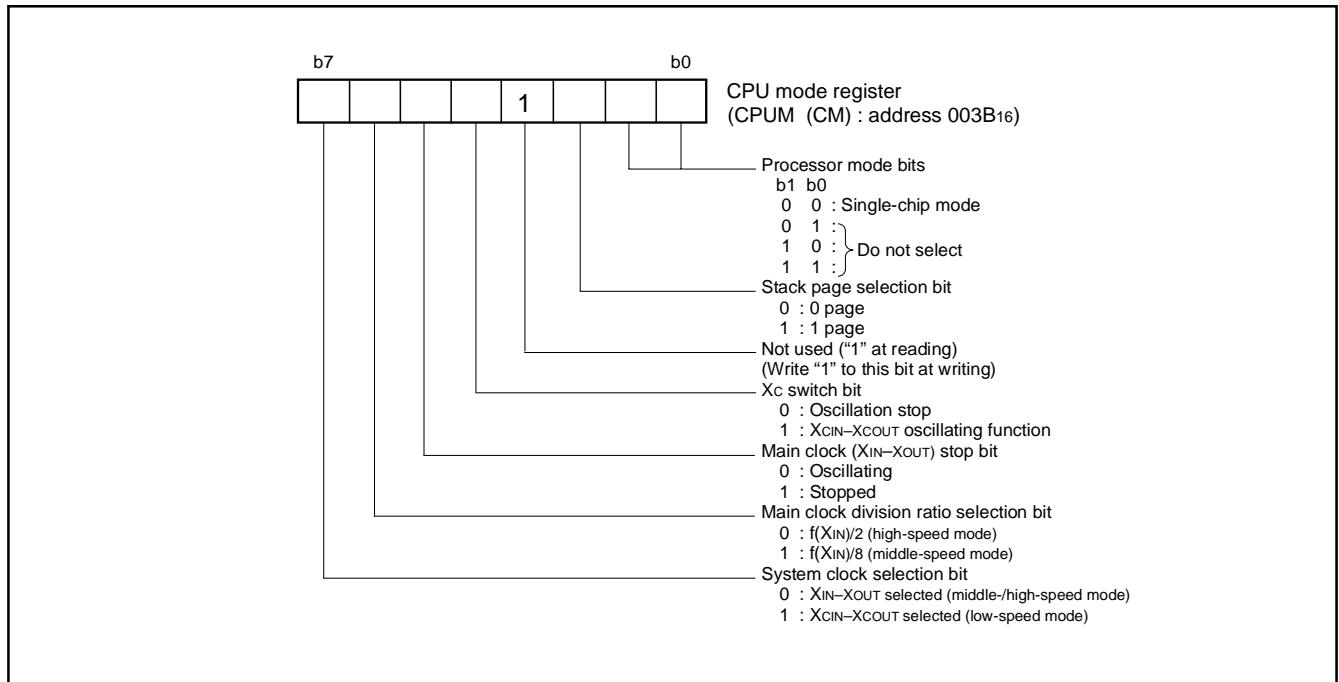 b7 b0
1
CPU mode register
(CPUM (CM) : address 003B16)
Processor mode bits
b1 b0
0 0 : Single-chip mode
0 1 :
1 0 : Do not select
1 1 :
Stack page selection bit
0 : 0 page
1 : 1 page
Not used (“1” at reading)
(Write “1” to this bit at writing)
XC switch bit
0 : Oscillation stop
1 : XCIN–XCOUT oscillating function
Main clock (XIN–XOUT) stop bit
0 : Oscillating
1 : Stopped
Main clock division ratio selection bit
0 : f(XIN)/2 (high-speed mode)
1 : f(XIN)/8 (middle-speed mode)
System clock selection bit
0 : XIN–XOUT selected (middle-/high-speed mode)
1 : XCIN–XCOUT selected (low-speed mode)